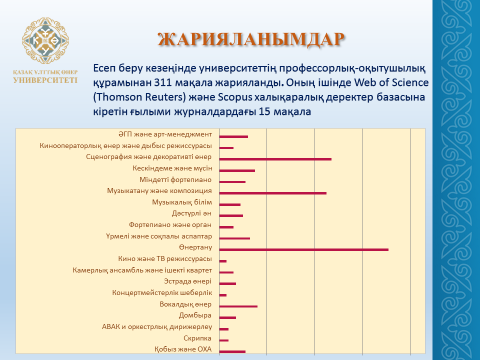 ЖАРИЯЛАНЫМДАР
ҚАЗАҚ ҰЛТТЫҚ ӨНЕР
УНИВЕРСИТЕТІ
Есеп беру кезеңінде университеттің профессорлық-оқытушылық
құрамынан 311 мақала жарияланды. Оның ішінде Web of Science
(Thomson Reuters) және Scopus халықаралық деректер базасына
кіретін ғылыми журналдардағы 15 мақала
ӘГП және арт-менеджмент
Кинооператорлық өнер және дыбыс режиссурасы
Сценография және декоративті өнер
Кескіндеме және мүсін
Міндетті фортепиано
Музыкатану және композиция
Музыкалық білім
Дәстүрлі ән
Фортепиано және орган
Үрмелі және соқпалы аспаптар
Өнертану
Кино және ТВ режиссурасы
Камерлық ансамбль және ішекті квартет
Эстрада өнері
Концертмейстерлік шеберлік
Вокалдық өнер
Домбыра
АВАК и оркестрлық дирижерлеу
Скрипка
Қобыз және ОХА